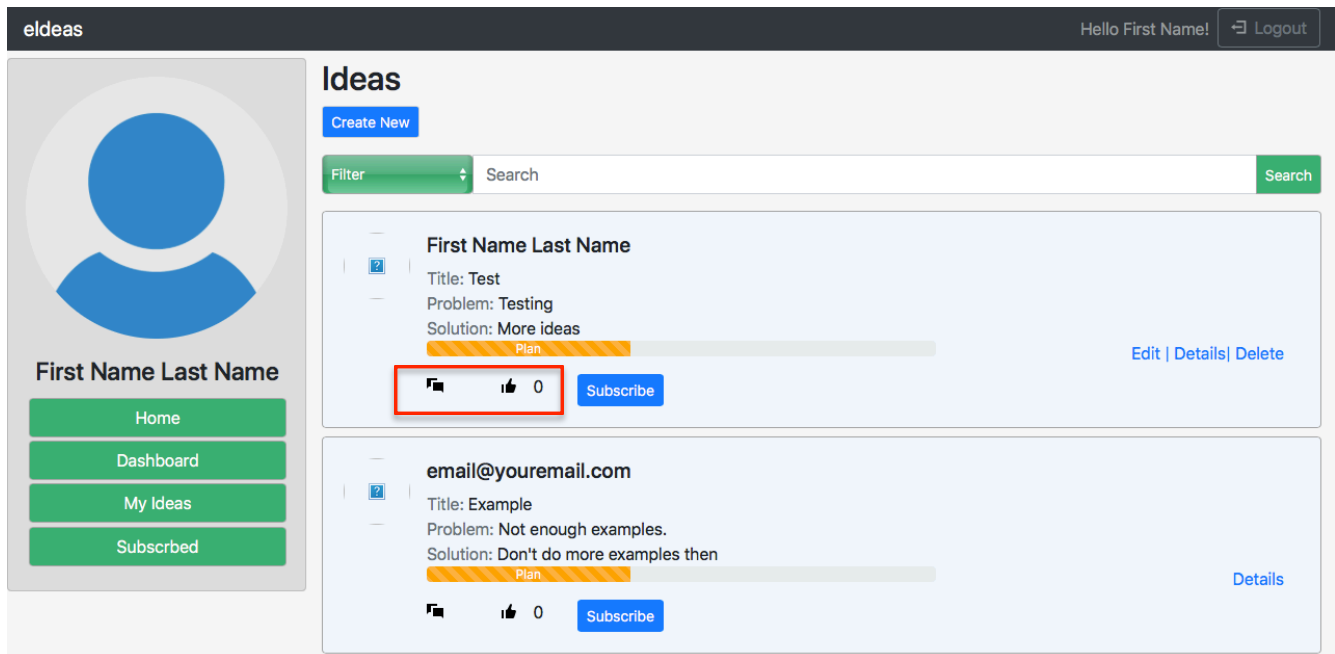 eIdeas
Hello First Name!
Logout
First Name Last Name
Home
Dashboard
My Ideas
Subscrbed
Ideas
Create New
Filter
Search
Search
First Name Last Name
Title: Test
Problem: Testing
Solution: More ideas
Plan
Edit | Details| Delete
0
Subscribe
email@youremail.com
Title: Example
Problem: Not enough examples.
Solution: Don't do more examples then
Plan
Details
0
Subscribe